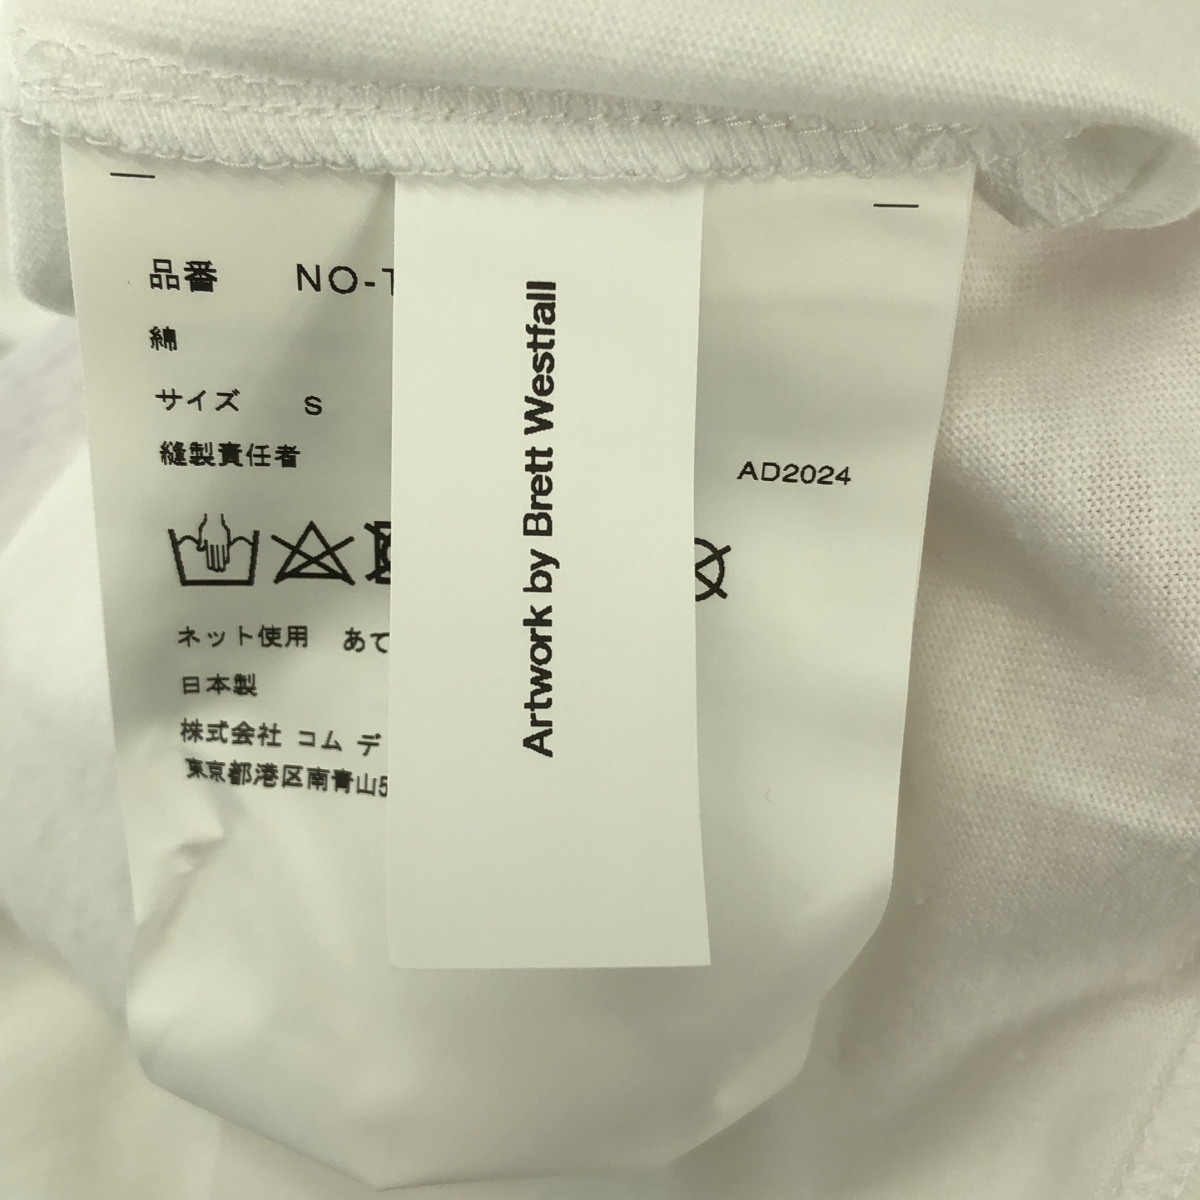 品番 NO-T
綿
サイズ S
縫製責任者
AD2024
ネット使用 あて
日本製
株式会社 コム デ
東京都港区南青山5
Artwork by Brett Westfall